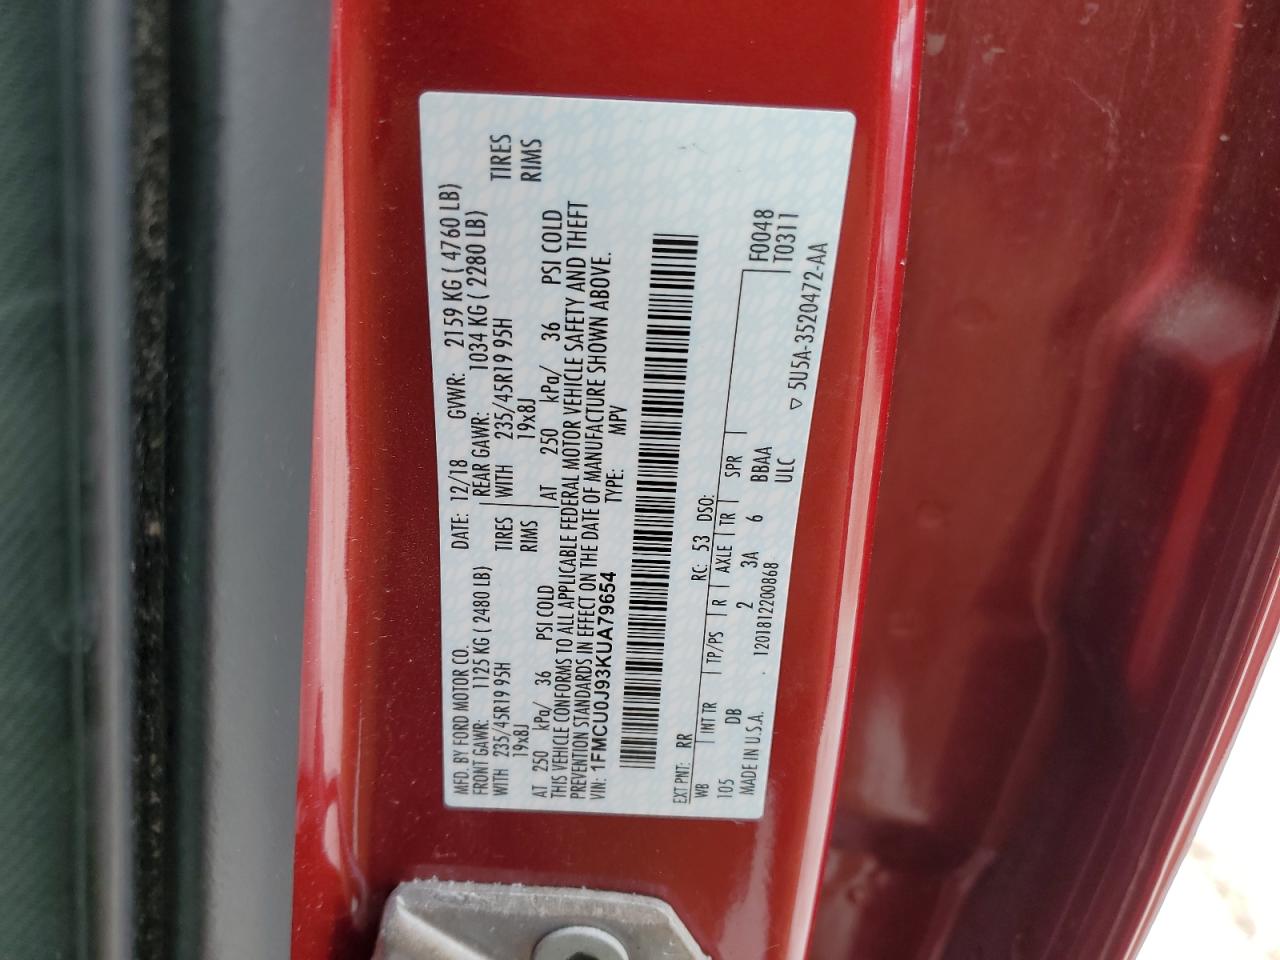 MFD. BY FORD MOTOR CO. DATE: 12/18 GVWR: 2159 KG ( 4760 LB)
FRONT GAWR: 1125 KG ( 2480 LB) REAR GAWR: 1034 KG ( 2280 LB)
WITH 235/45R19 95H TIRES WITH 235/45R19 95H TIRES
19x8J RIMS 19x8J RIMS
AT 250 kPa/ 36 PSI COLD AT 250 kPa/ 36 PSI COLD
THIS VEHICLE CONFORMS TO ALL APPLICABLE FEDERAL MOTOR VEHICLE SAFETY AND THEFT
PREVENTION STANDARDS IN EFFECT ON THE DATE OF MANUFACTURE SHOWN ABOVE.
VIN: 1FMCU0J93KUA79654 TYPE: MPV
EXT PNT: RR RC: 53 DSO:
WB INT TR TP/PS R AXLE TR SPR F0048
105 DB 2 3A 6 BBAA T0311
MADE IN U.S.A. 1201812200868 ULC
▽ 5U5A-3520472-AA